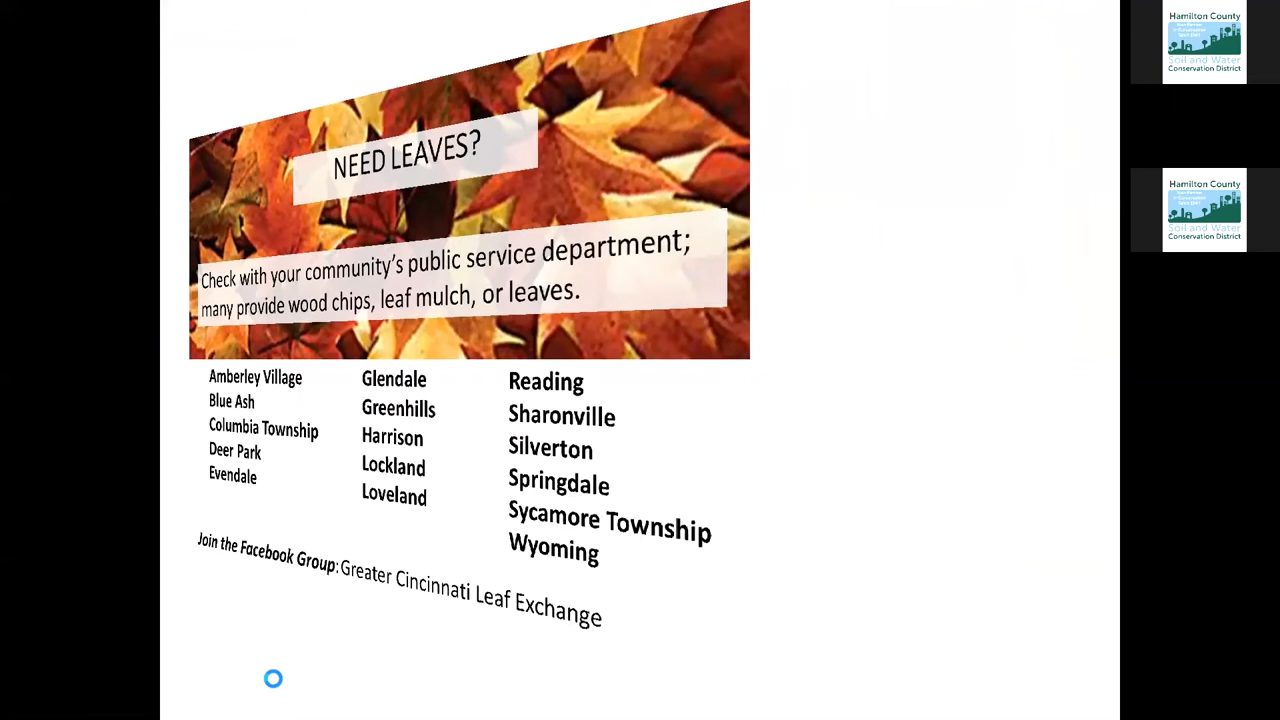 NEED LEAVES?
Check with your community's public service department;
many provide wood chips, leaf mulch, or leaves.
Amberley Village
Blue Ash
Columbia Township
Deer Park
Evendale
Glendale
Greenhills
Harrison
Lockland
Loveland
Reading
Sharonville
Silverton
Springdale
Sycamore Township
Wyoming
Join the Facebook Group: Greater Cincinnati Leaf Exchange
Hamilton County
Soil and Water
Conservation District
Hamilton County
Soil and Water
Conservation District